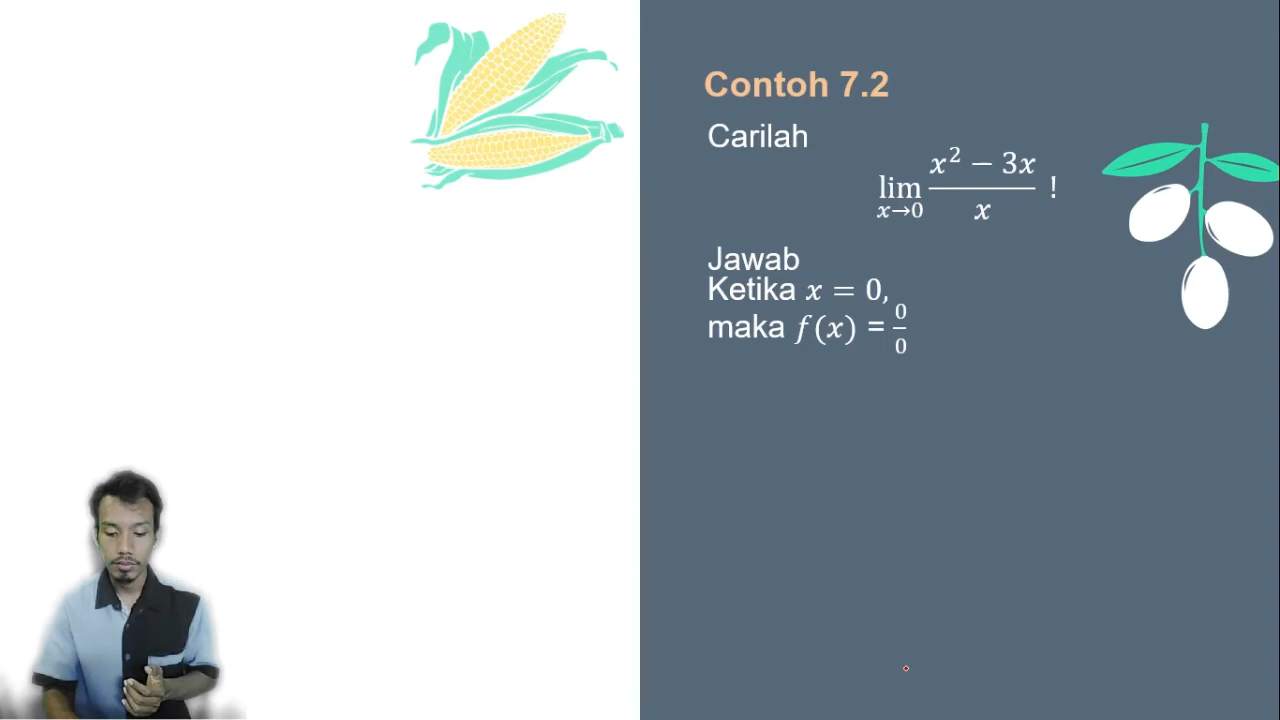 Contoh 7.2
Carilah
lim x→0 (x² − 3x)/x !
Jawab
Ketika x = 0,
maka f(x) = 0/0